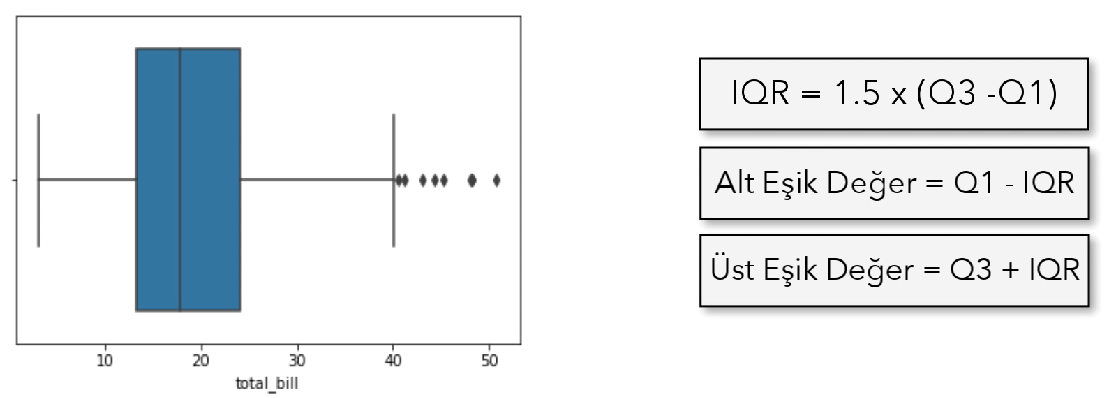 10 20 30 40 50
total_bill
IQR = 1.5 x (Q3 -Q1)
Alt Eşik Değer = Q1 - IQR
Üst Eşik Değer = Q3 + IQR